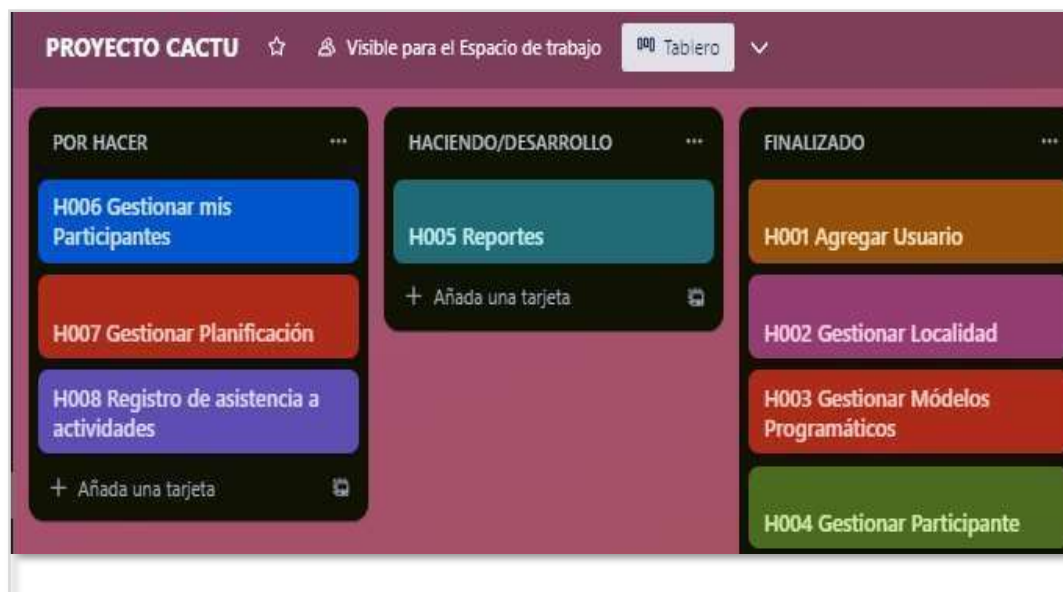 PROYECTO CACTU
Visible para el Espacio de trabajo
Tablero
POR HACER
H006 Gestionar mis
Participantes
H007 Gestionar Planificación
H008 Registro de asistencia a
actividades
+ Añada una tarjeta
HACIENDO/DESARROLLO
H005 Reportes
+ Añada una tarjeta
FINALIZADO
H001 Agregar Usuario
H002 Gestionar Localidad
H003 Gestionar Módelos
Programáticos
H004 Gestionar Participante